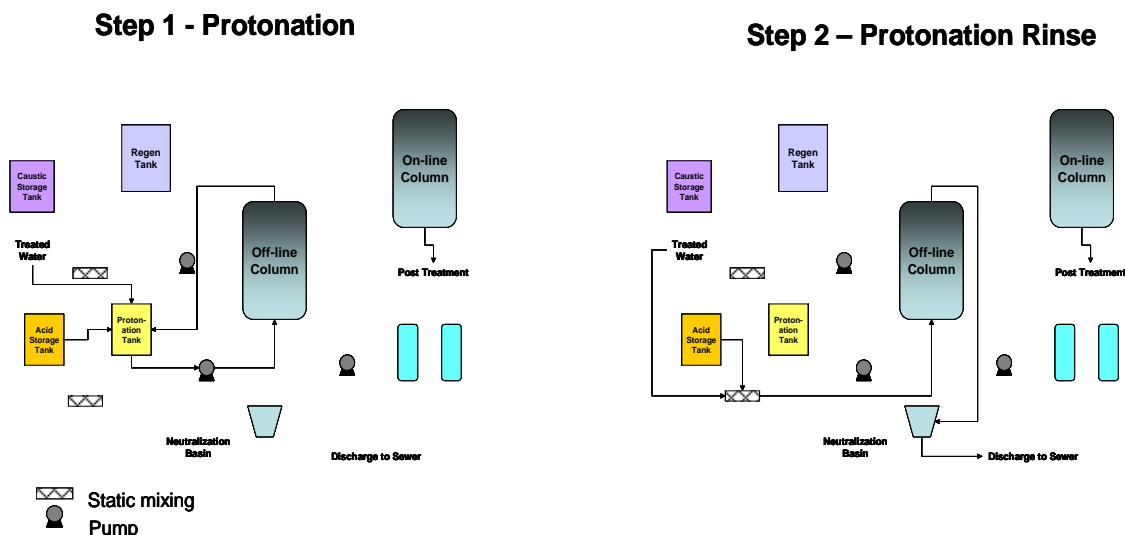 Step 1 - Protonation
Regen
Tank
On-line
Column
Caustic
Storage
Tank
Off-line
Column
Treated
Water
Post Treatment
Acid
Storage
Tank
Proton-
ation
Tank
Neutralization
Basin
Discharge to Sewer
Static mixing
Pump
Step 2 – Protonation Rinse
Regen
Tank
On-line
Column
Caustic
Storage
Tank
Off-line
Column
Treated
Water
Post Treatment
Acid
Storage
Tank
Proton-
ation
Tank
Neutralization
Basin
Discharge to Sewer